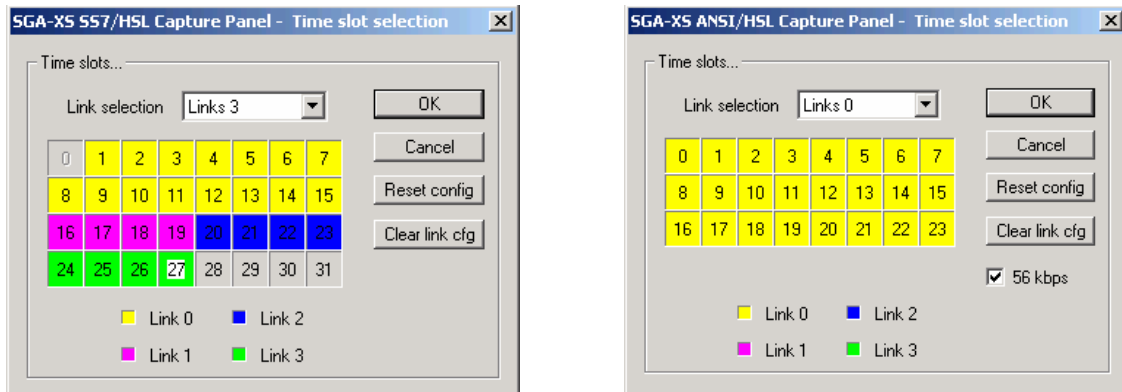 SGA-XS SS7/HSL Capture Panel - Time slot selection
Time slots...
Link selection Links 3
OK
Cancel
Reset config
Clear link cfg
0 1 2 3 4 5 6 7
8 9 10 11 12 13 14 15
16 17 18 19 20 21 22 23
24 25 26 27 28 29 30 31
Link 0 Link 2
Link 1 Link 3
SGA-XS ANSI/HSL Capture Panel - Time slot selection
Time slots...
Link selection Links 0
OK
Cancel
Reset config
Clear link cfg
0 1 2 3 4 5 6 7
8 9 10 11 12 13 14 15
16 17 18 19 20 21 22 23
56 kbps
Link 0 Link 2
Link 1 Link 3